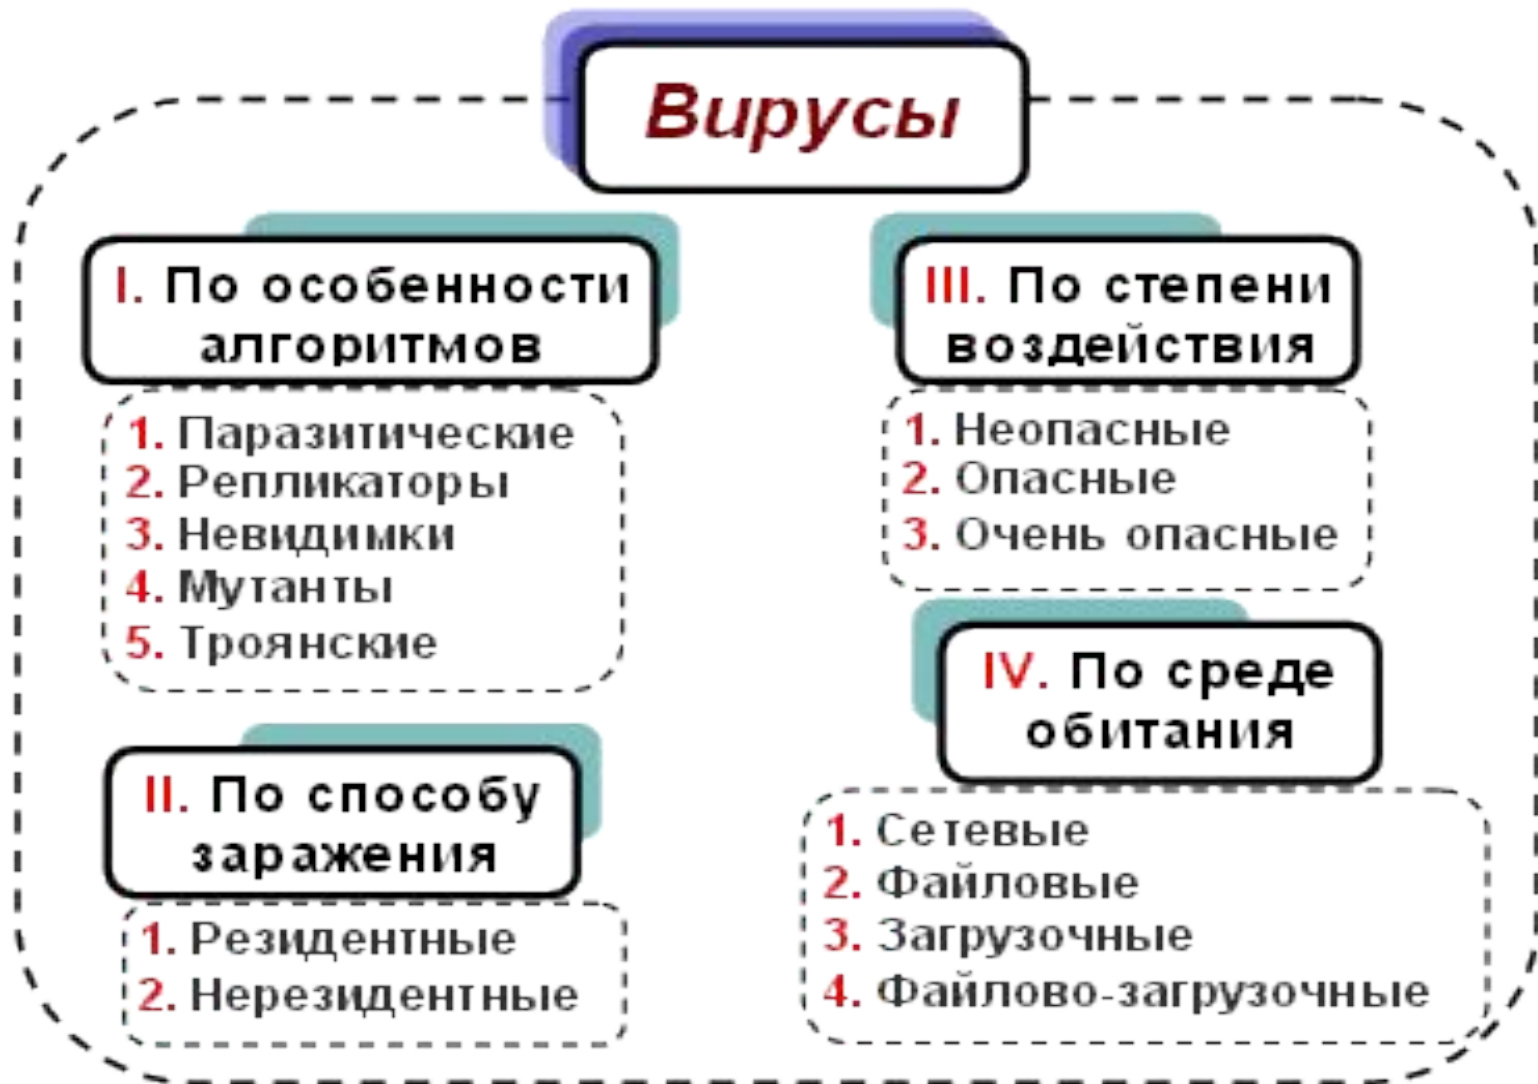 Вирусы
I. По особенности
алгоритмов
1. Паразитические
2. Репликаторы
3. Невидимки
4. Мутанты
5. Троянские
II. По способу
заражения
1. Резидентные
2. Нерезидентные
III. По степени
воздействия
1. Неопасные
2. Опасные
3. Очень опасные
IV. По среде
обитания
1. Сетевые
2. Файловые
3. Загрузочные
4. Файлово-загрузочные